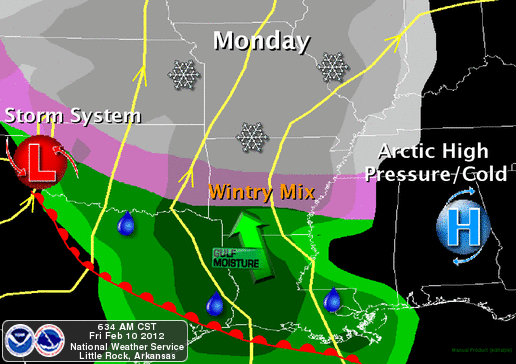 Monday
Storm System
L
Arctic High
Pressure/Cold
Wintry Mix
H
GULF
MOISTURE
634 AM CST
Fri Feb 10 2012
National Weather Service
Little Rock, Arkansas